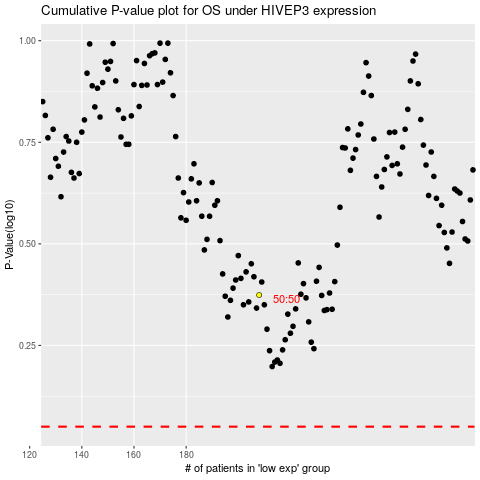 Cumulative P-value plot for OS under HIVEP3 expression
P-Value(log10)
1.00
0.75
0.50
0.25
50:50
120 140 160 180
# of patients in 'low exp' group